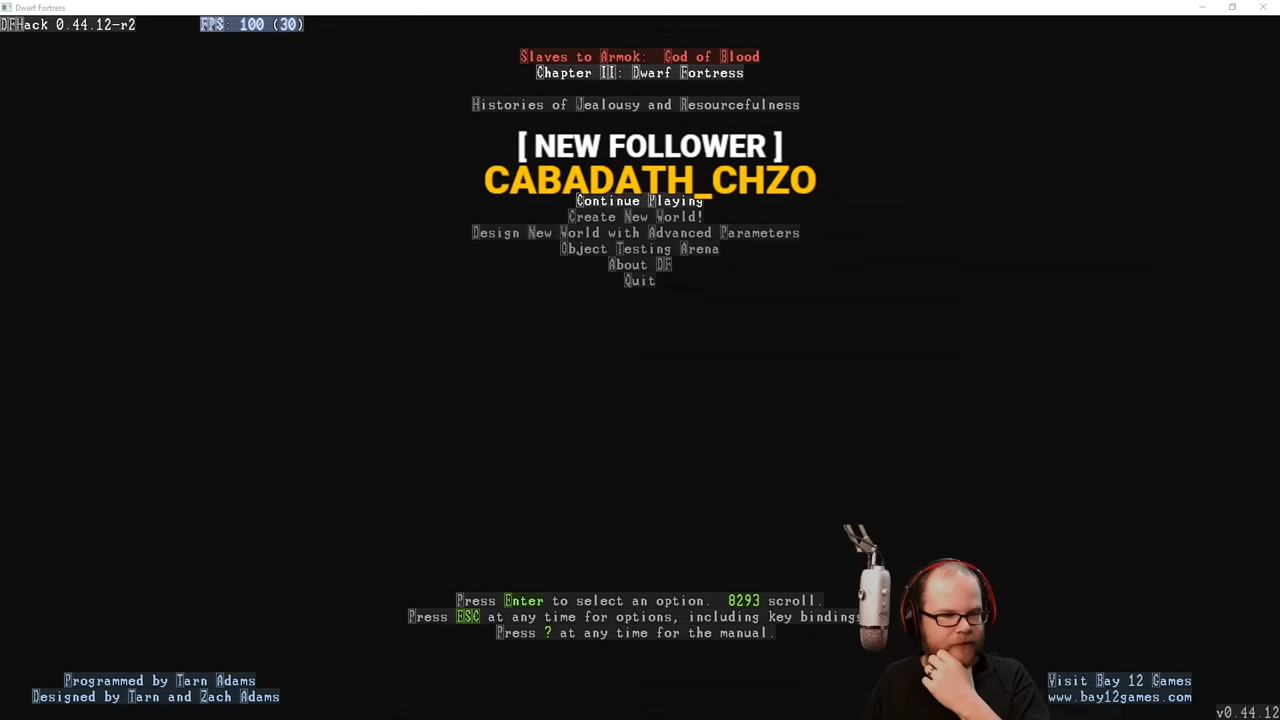 Dwarf Fortress
DFHack 0.44.12-r2 FPS: 100 (30)
Slaves to Armok: God of Blood
Chapter II: Dwarf Fortress
Histories of Jealousy and Resourcefulness
[ NEW FOLLOWER ]
CABADATH_CHZO
Continue Playing
Create New World!
Design New World with Advanced Parameters
Object Testing Arena
About DF
Quit
Press Enter to select an option. 8293 scroll.
Press ESC at any time for options, including key bindings
Press ? at any time for the manual.
Programmed by Tarn Adams
Designed by Tarn and Zach Adams
Visit Bay 12 Games
www.bay12games.com
v0.44.12